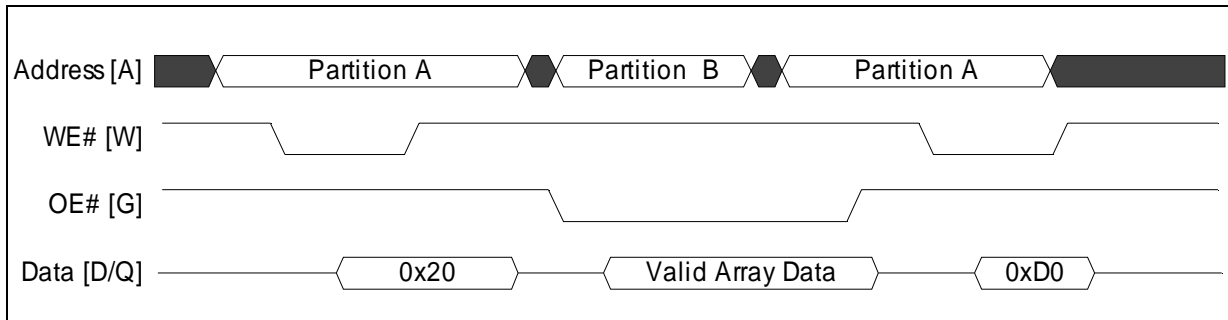 Address [A] Partition A Partition B Partition A
WE# [W]
OE# [G]
Data [D/Q] 0x20 Valid Array Data 0xD0